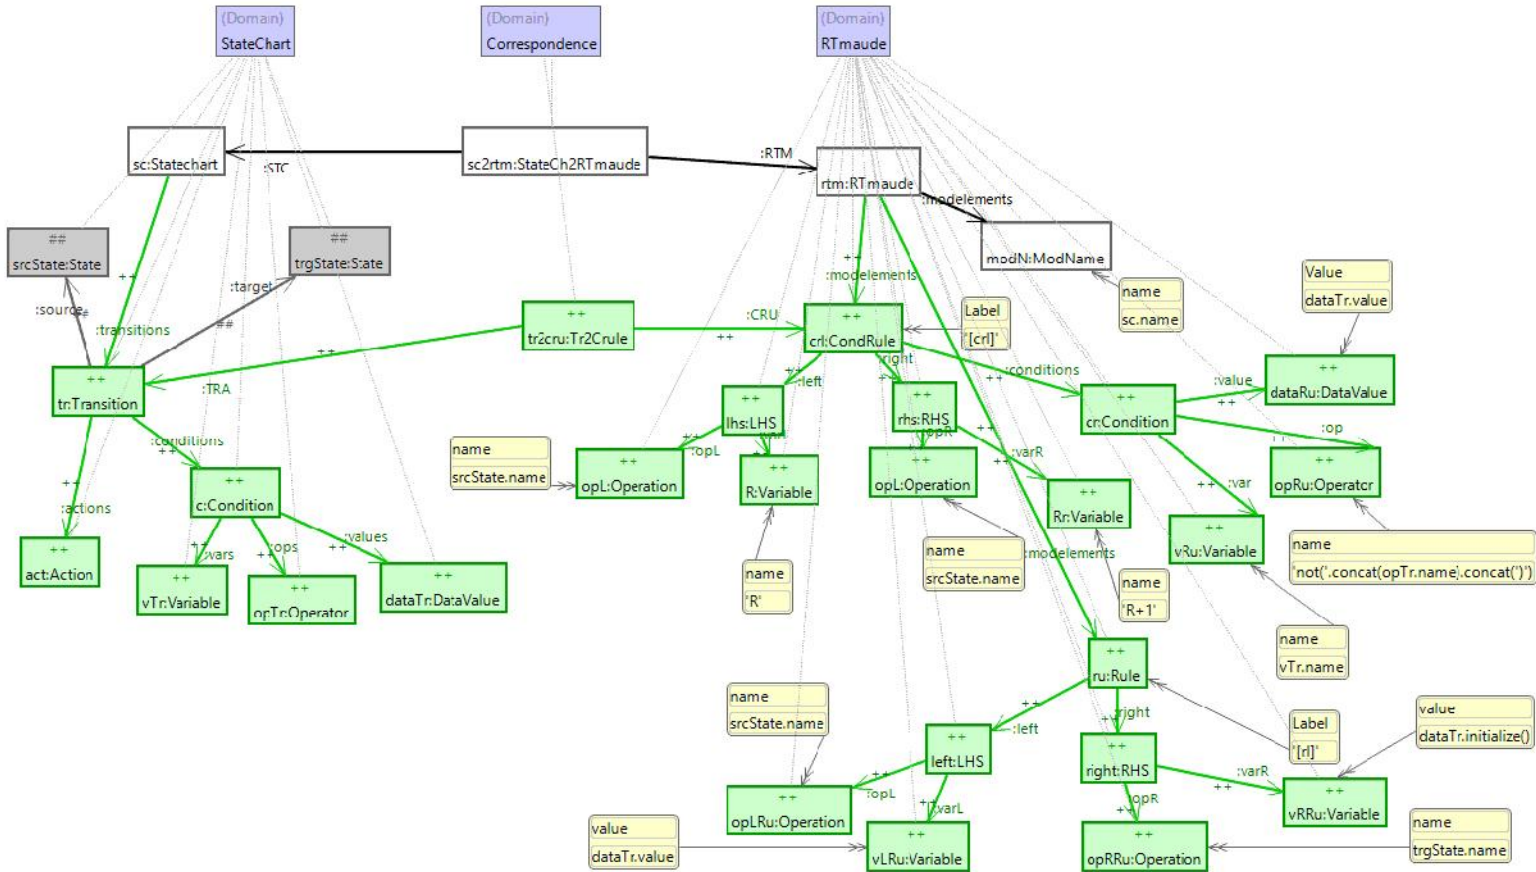 (Domain)
StateChart
(Domain)
Correspondence
(Domain)
RTmaude
sc:Statechart
:STC
sc2rtm:StateCh2RTmaude
:RTM
rtm:RTmaude
:modelements
modN:ModName
name
sc.name
##
srcState:State
##
trgState:State
:source
##
:target
##
++
:transitions
++
:modelements
Value
dataTr.value
++
tr2cru:Tr2Crule
:CRU
++
++
:TRA
++
crl:CondRule
Label
'[crl]'
++
tr:Transition
++
:left
:right
++
++
:conditions
++
lhs:LHS
++
rhs:RHS
++
cr:Condition
:value
++
++
dataRu:DataValue
:op
++
:conditions
++
name
srcState.name
++
:opL
++
opL:Operation
++
R:Variable
:opR
++
opL:Operation
++
:varR
++
Rr:Variable
++
:var
++
opRu:Operator
++
vRu:Variable
++
:actions
++
c:Condition
++
:vars
:ops
++
:values
++
++
act:Action
++
vTr:Variable
++
opTr:Operator
++
dataTr:DataValue
name
'R'
name
srcState.name
:modelements
name
'R+1'
name
'not('.concat(opTr.name).concat(')')
name
vTr.name
++
ru:Rule
name
srcState.name
++
:left
:right
++
Label
'[rl]'
value
dataTr.initialize()
++
left:LHS
++
right:RHS
++
:opL
++
:varL
:opR
++
:varR
++
++
opLRu:Operation
++
vRRu:Variable
value
dataTr.value
++
vLRu:Variable
++
opRRu:Operation
name
trgState.name